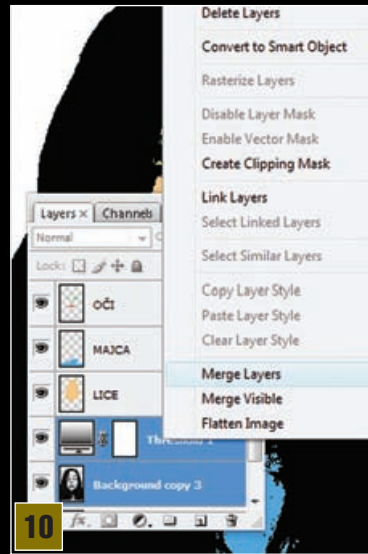 Delete Layers
Convert to Smart Object
Rasterize Layers
Disable Layer Mask
Enable Vector Mask
Create Clipping Mask
Link Layers
Select Linked Layers
Select Similar Layers
Copy Layer Style
Paste Layer Style
Clear Layer Style
Merge Layers
Merge Visible
Flatten Image
Layers × Channels
Normal
Lock:
OČI
MAJCA
LICE
Threshold 1
Background copy 3
fx.
10